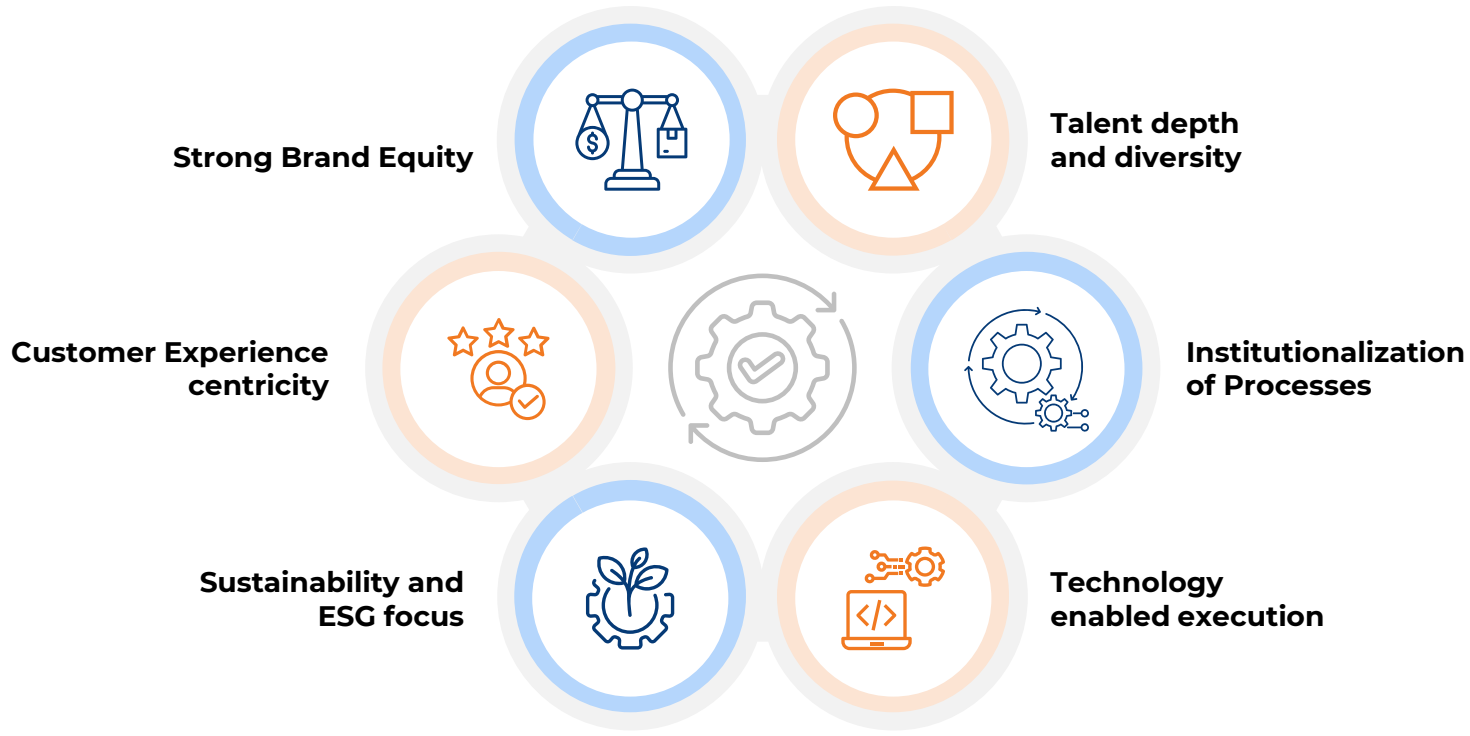 Strong Brand Equity
Talent depth
and diversity
Customer Experience
centricity
Institutionalization
of Processes
Sustainability and
ESG focus
Technology
enabled execution
$
</>